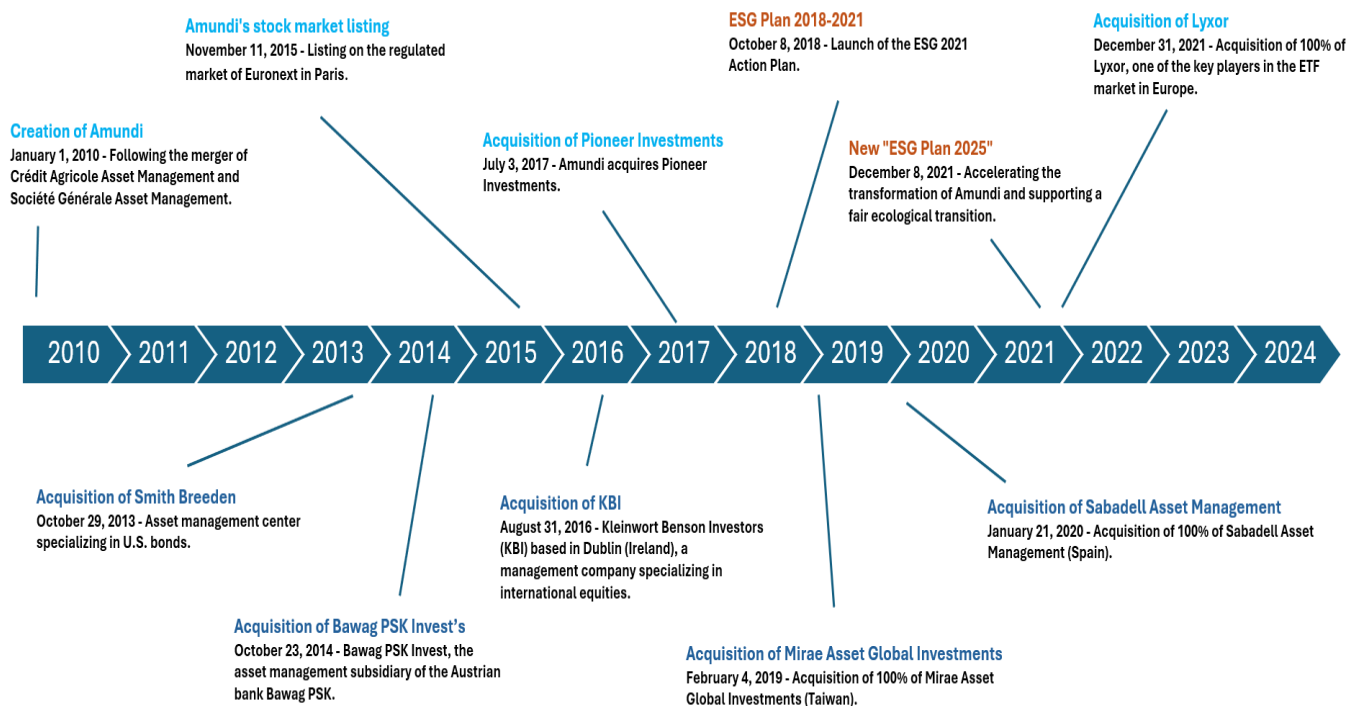 Amundi's stock market listing
November 11, 2015 - Listing on the regulated
market of Euronext in Paris.
ESG Plan 2018-2021
October 8, 2018 - Launch of the ESG 2021
Action Plan.
Acquisition of Lyxor
December 31, 2021 - Acquisition of 100% of
Lyxor, one of the key players in the ETF
market in Europe.
Creation of Amundi
January 1, 2010 - Following the merger of
Crédit Agricole Asset Management and
Société Générale Asset Management.
Acquisition of Pioneer Investments
July 3, 2017 - Amundi acquires Pioneer
Investments.
New "ESG Plan 2025"
December 8, 2021 - Accelerating the
transformation of Amundi and supporting a
fair ecological transition.
2010 2011 2012 2013 2014 2015 2016 2017 2018 2019 2020 2021 2022 2023 2024
Acquisition of Smith Breeden
October 29, 2013 - Asset management center
specializing in U.S. bonds.
Acquisition of KBI
August 31, 2016 - Kleinwort Benson Investors
(KBI) based in Dublin (Ireland), a
management company specializing in
international equities.
Acquisition of Sabadell Asset Management
January 21, 2020 - Acquisition of 100% of Sabadell Asset
Management (Spain).
Acquisition of Bawag PSK Invest’s
October 23, 2014 - Bawag PSK Invest, the
asset management subsidiary of the Austrian
bank Bawag PSK.
Acquisition of Mirae Asset Global Investments
February 4, 2019 - Acquisition of 100% of Mirae Asset
Global Investments (Taiwan).